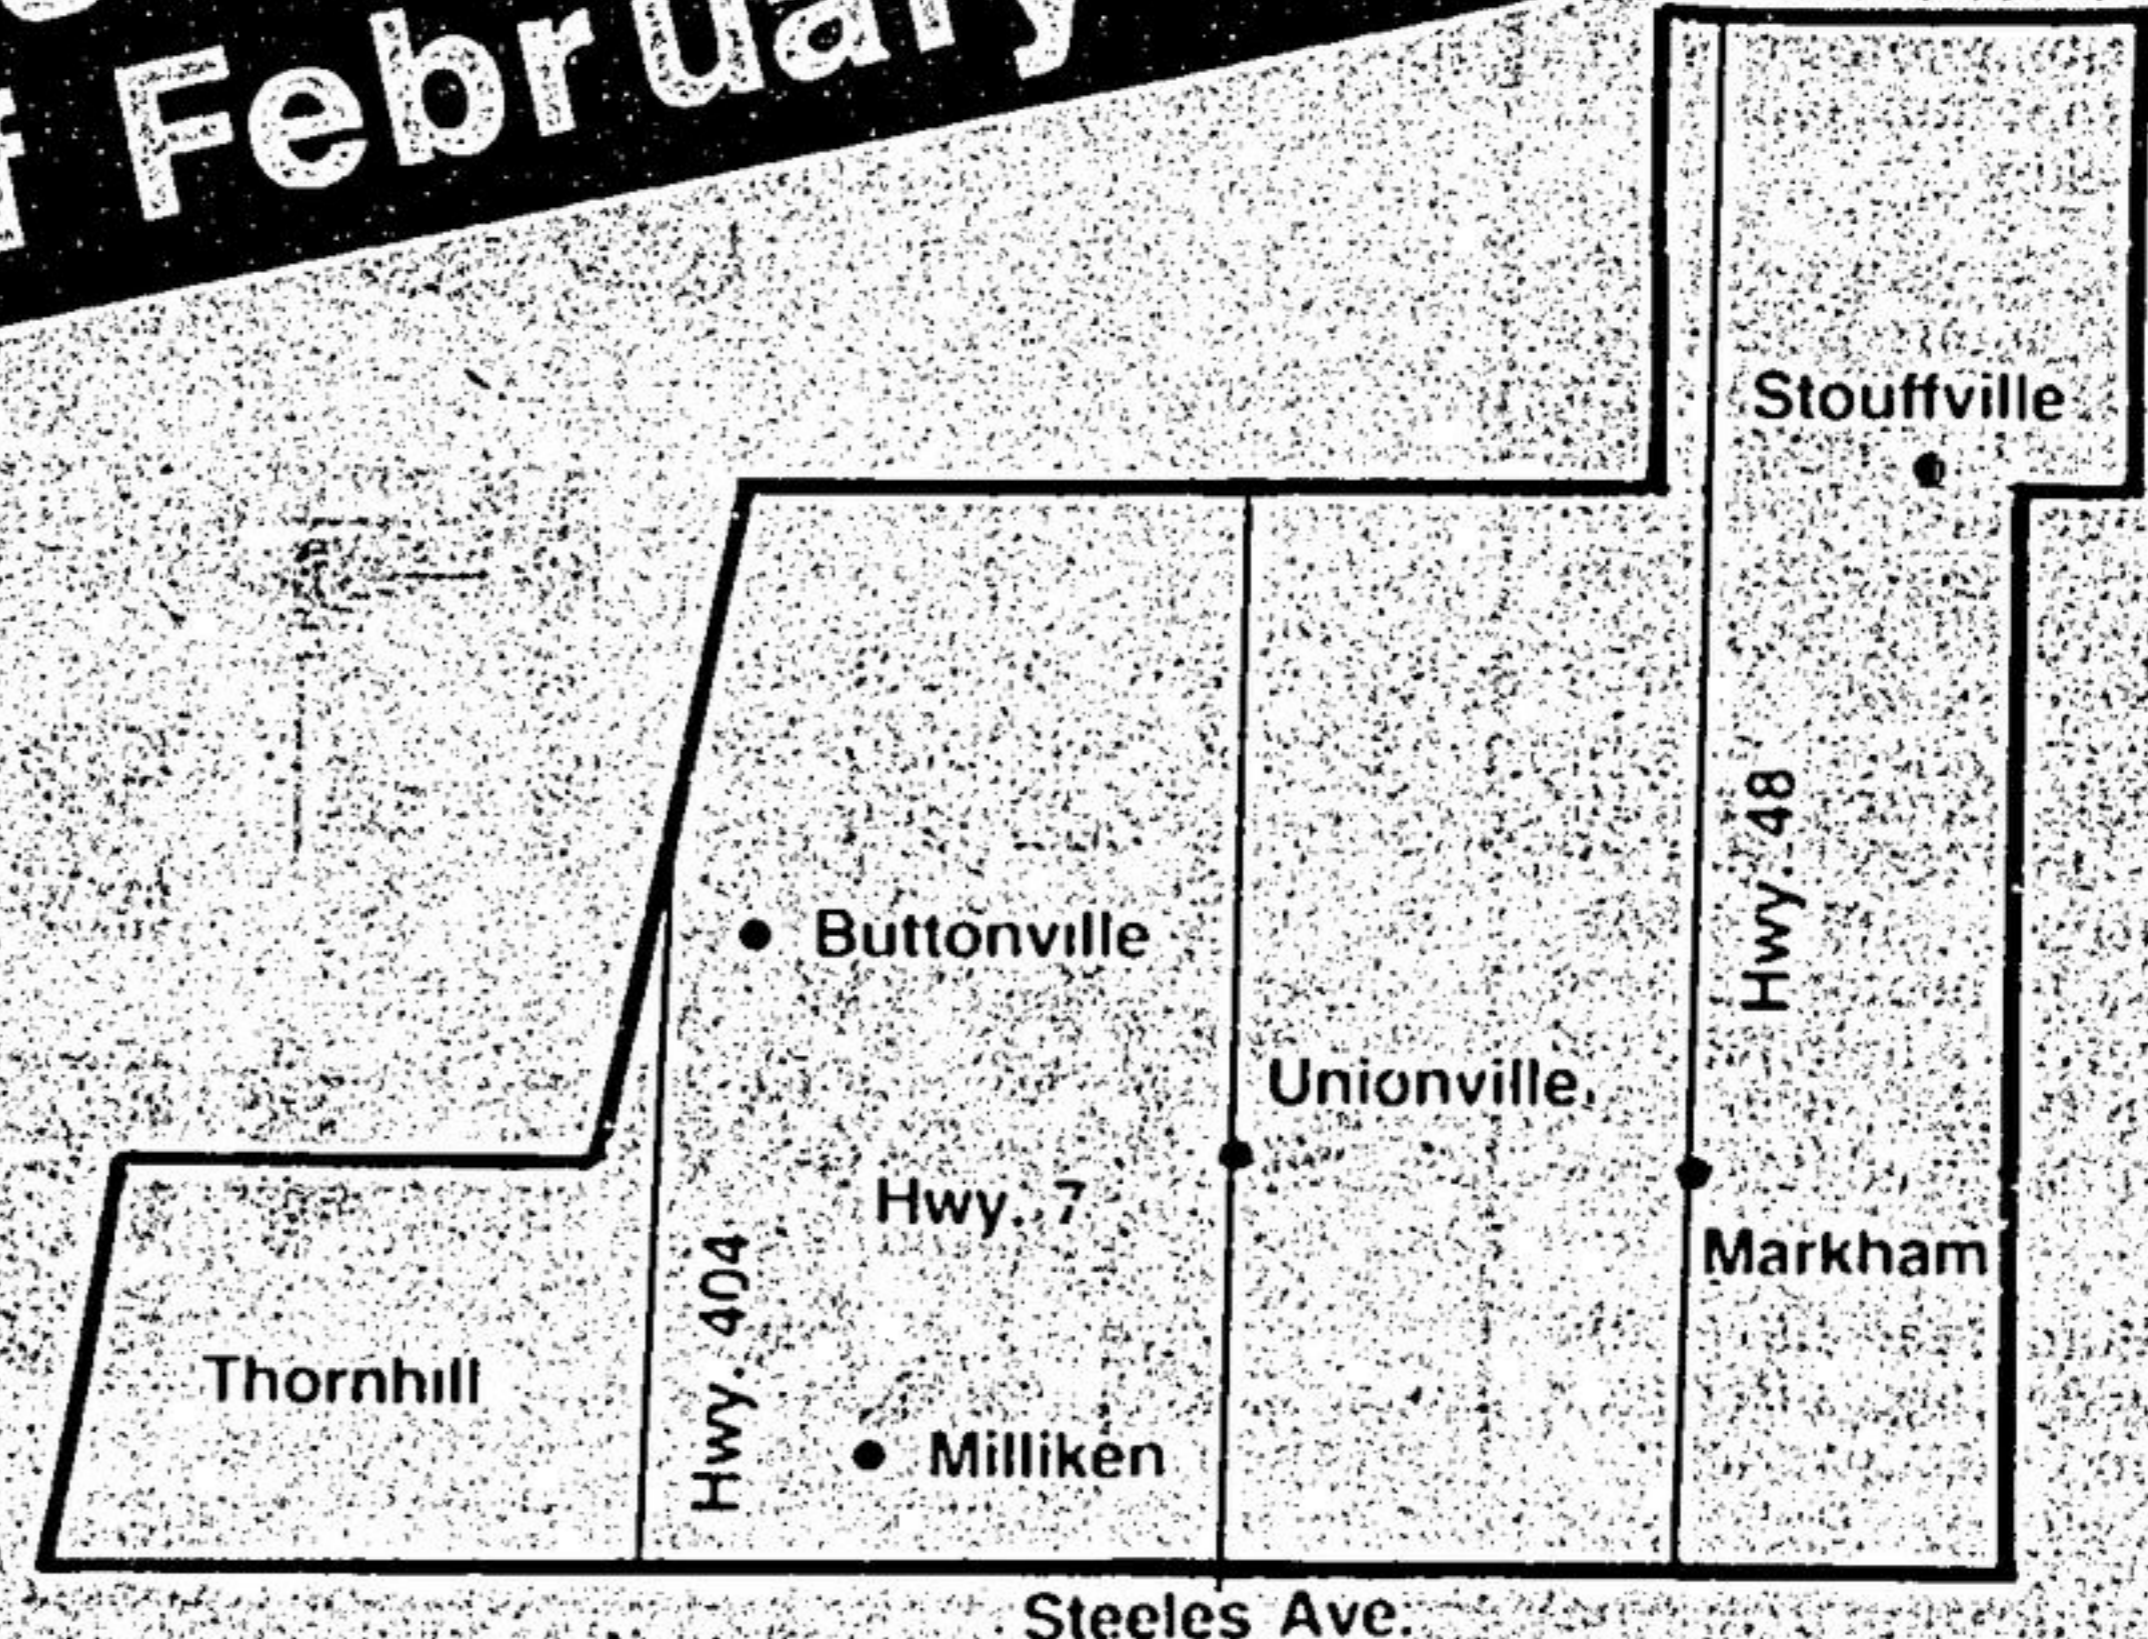 February
Stouffville
Hwy. 48
Buttonville
Unionville
Hwy. 7
Markham
Hwy. 404
Thornhill
Milliken
Steeles Ave.